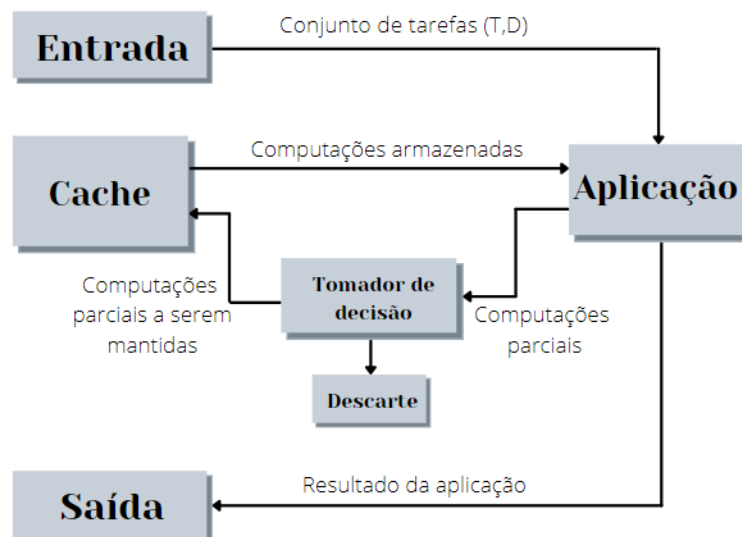 Conjunto de tarefas (T,D)
Entrada
Computações armazenadas
Cache
Aplicação
Computações
parciais a serem
mantidas
Tomador de
decisão
Computações
parciais
Descarte
Resultado da aplicação
Saída